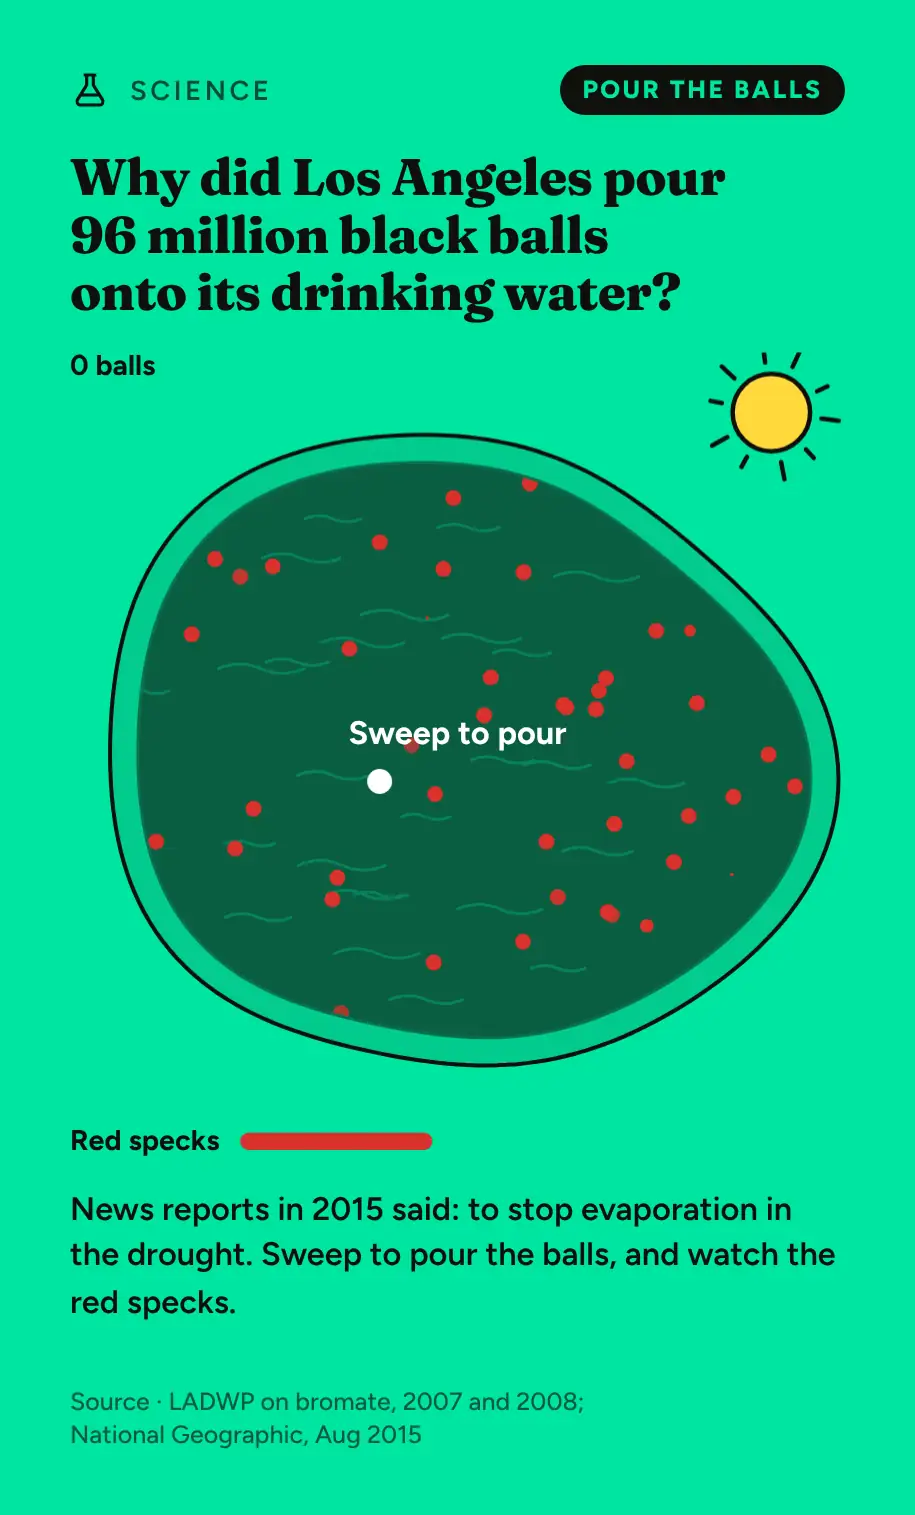 SCIENCE
POUR THE BALLS
Why did Los Angeles pour
96 million black balls
onto its drinking water?
0 balls
Sweep to pour
Red specks
News reports in 2015 said: to stop evaporation in
the drought. Sweep to pour the balls, and watch the
red specks.
Source · LADWP on bromate, 2007 and 2008;
National Geographic, Aug 2015